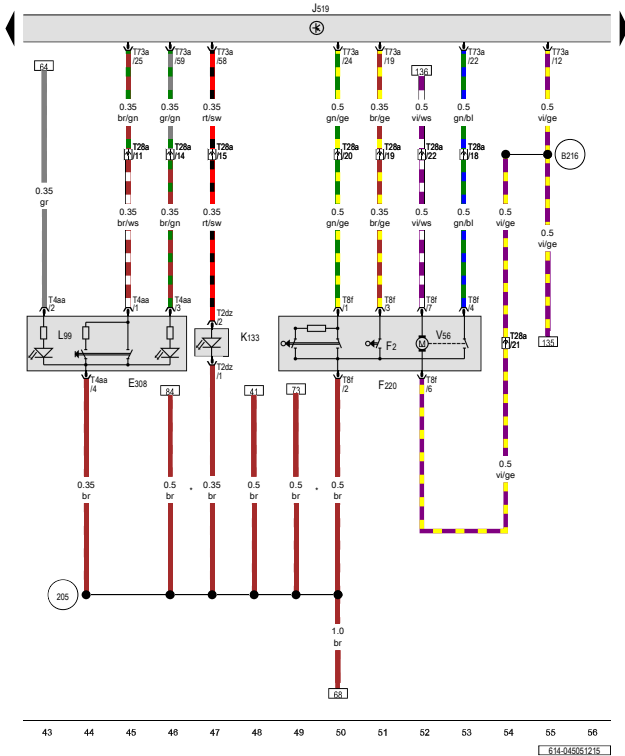 J519
T73a /25
T73a /59
T73a /58
T73a /24
T73a /19
T73a /22
T73a /12
64
136
0.35 br/gn
0.35 gr/gn
0.35 rt/sw
0.5 gn/ge
0.5 br/ge
0.5 vi/ws
0.5 gn/bl
0.5 vi/ge
T28a /11
T28a /14
T28a /15
T28a /20
T28a /19
T28a /22
T28a /18
B216
0.35 gr
0.35 br/ws
0.35 br/gn
0.35 rt/sw
0.5 gn/ge
0.5 br/ge
0.5 vi/ws
0.5 gn/bl
0.5 vi/ge
0.5 vi/ge
T4aa /2
T4aa /1
T4aa /3
T2dz /2
T8f /1
T8f /3
T8f /7
T8f /4
L99
K133
F2
V56
M
T28a /21
135
T4aa /4
E308
T2dz /1
T8f /2
F220
T8f /6
84
41
73
0.35 br
0.5 br
*
0.35 br
0.5 br
0.5 br
*
0.5 br
0.5 vi/ge
205
1.0 br
68
43 44 45 46 47 48 49 50 51 52 53 54 55 56
614-045051215